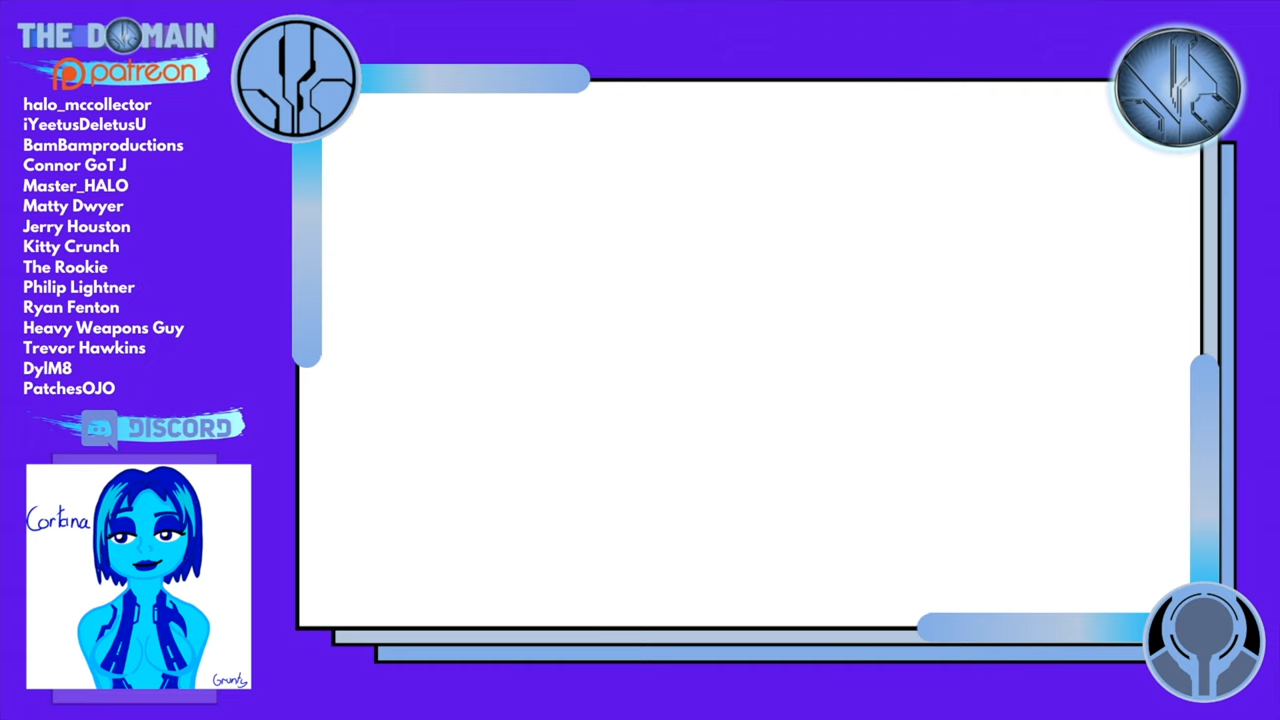 THE DOMAIN
patreon
halo_mccollector
iYeetusDeletusU
BamBamproductions
Connor GoT J
Master_HALO
Matty Dwyer
Jerry Houston
Kitty Crunch
The Rookie
Philip Lightner
Ryan Fenton
Heavy Weapons Guy
Trevor Hawkins
DylM8
PatchesOJO
DISCORD
Cortana
Grunty